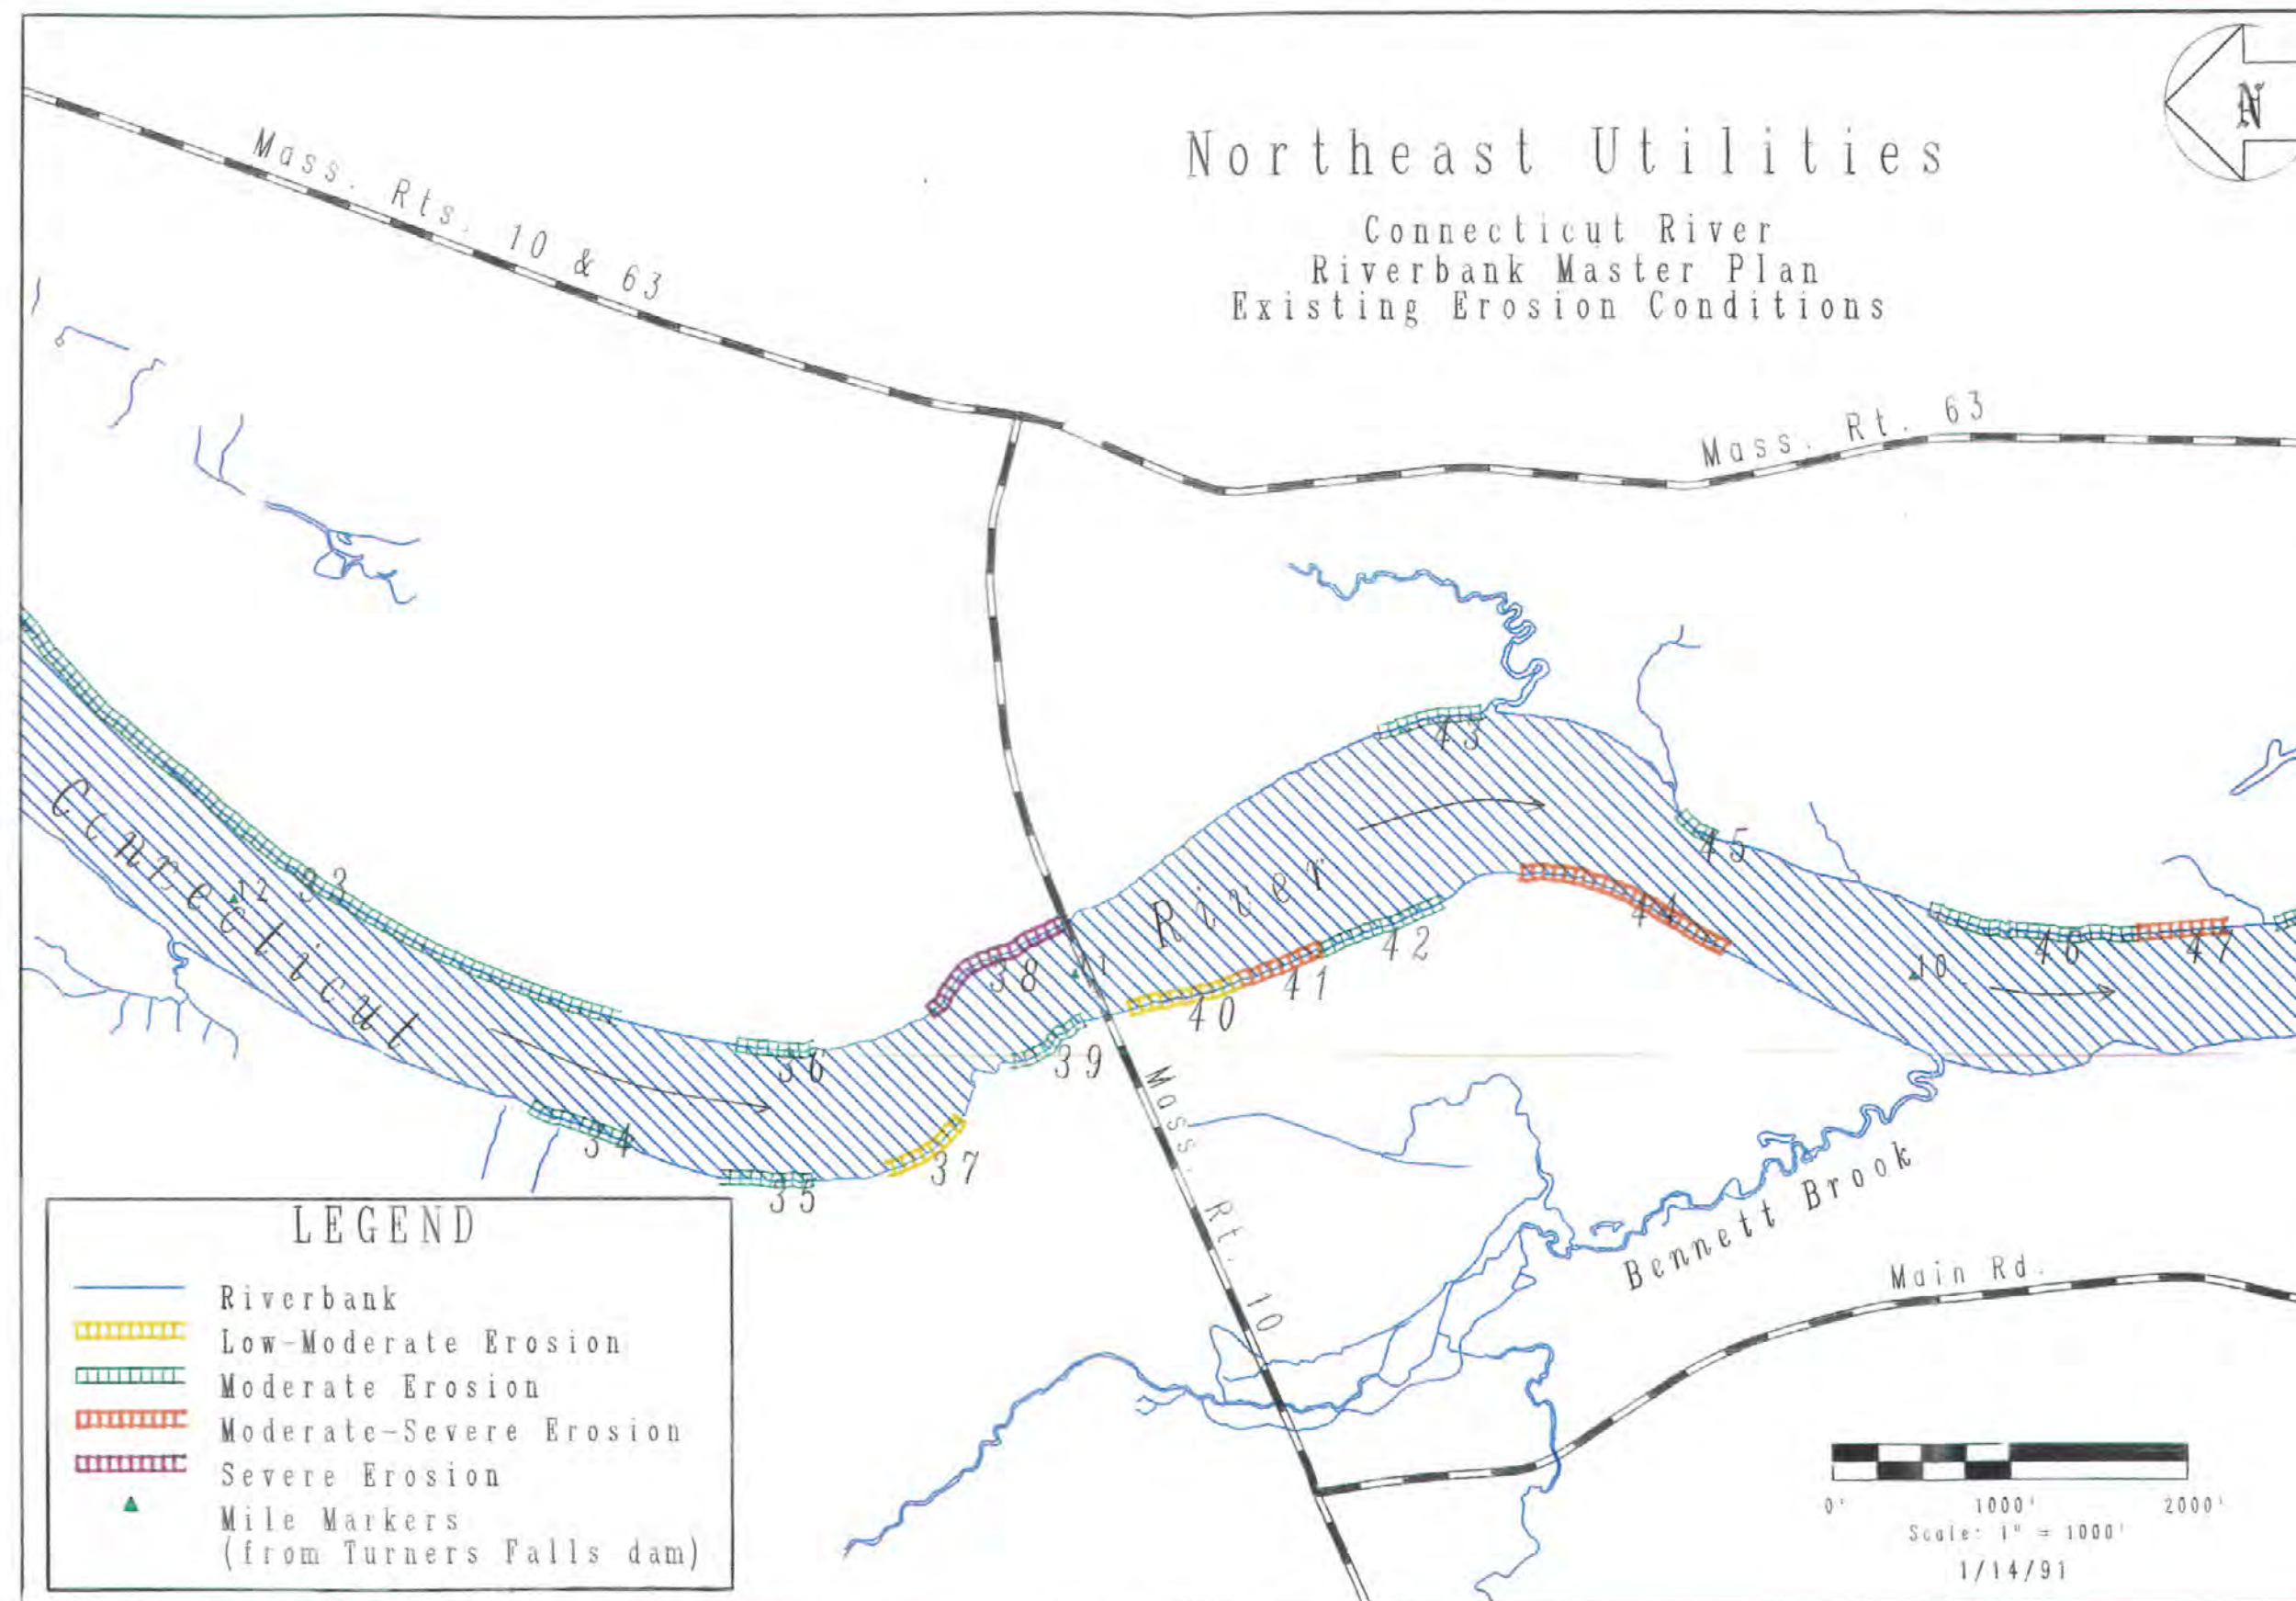 N
Northeast Utilities
Connecticut River
Riverbank Master Plan
Existing Erosion Conditions
Mass. Rts. 10 & 63
Mass. Rt. 63
Connecticut
River
12
33
34
35
36
37
38
11
39
40
41
42
43
44
45
10
46
47
Mass. Rt. 10
Bennett Brook
Main Rd.
LEGEND
Riverbank
Low-Moderate Erosion
Moderate Erosion
Moderate-Severe Erosion
Severe Erosion
Mile Markers
(from Turners Falls dam)
0' 1000' 2000'
Scale: 1" = 1000'
1/14/91